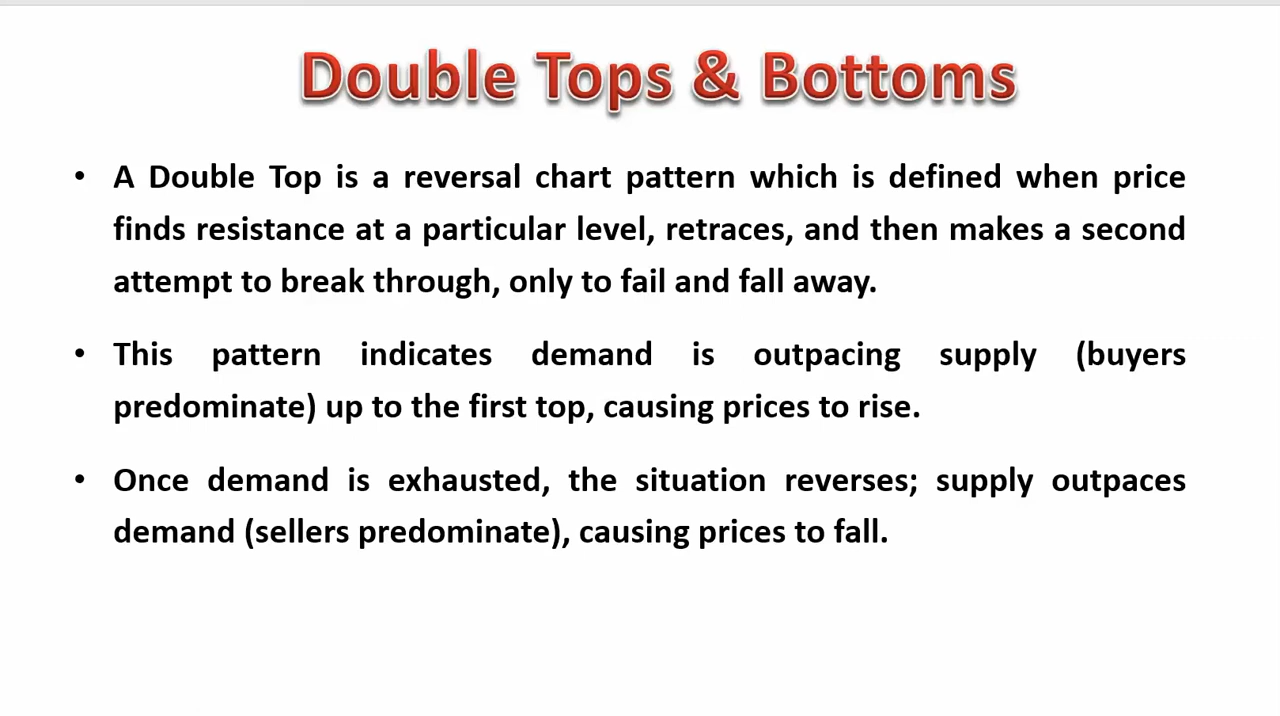 Double Tops & Bottoms
• A Double Top is a reversal chart pattern which is defined when price
finds resistance at a particular level, retraces, and then makes a second
attempt to break through, only to fail and fall away.
• This pattern indicates demand is outpacing supply (buyers
predominate) up to the first top, causing prices to rise.
• Once demand is exhausted, the situation reverses; supply outpaces
demand (sellers predominate), causing prices to fall.